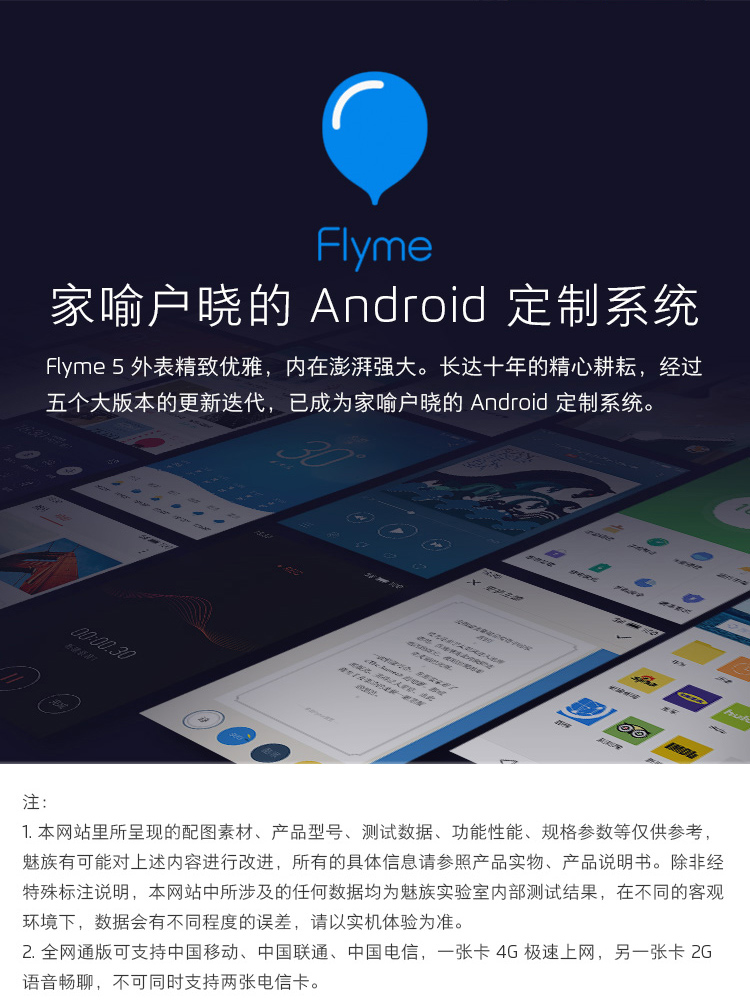 Flyme
家喻户晓的 Android 定制系统
Flyme 5 外表精致优雅，内在澎湃强大。长达十年的精心耕耘，经过
五个大版本的更新迭代，已成为家喻户晓的 Android 定制系统。
30°
00:00.30
注：
1. 本网站里所呈现的配图素材、产品型号、测试数据、功能性能、规格参数等仅供参考，
魅族有可能对上述内容进行改进，所有的具体信息请参照产品实物、产品说明书。除非经
特殊标注说明，本网站中所涉及的任何数据均为魅族实验室内部测试结果，在不同的客观
环境下，数据会有不同程度的误差，请以实机体验为准。
2. 全网通版可支持中国移动、中国联通、中国电信，一张卡 4G 极速上网，另一张卡 2G
语音畅聊，不可同时支持两张电信卡。